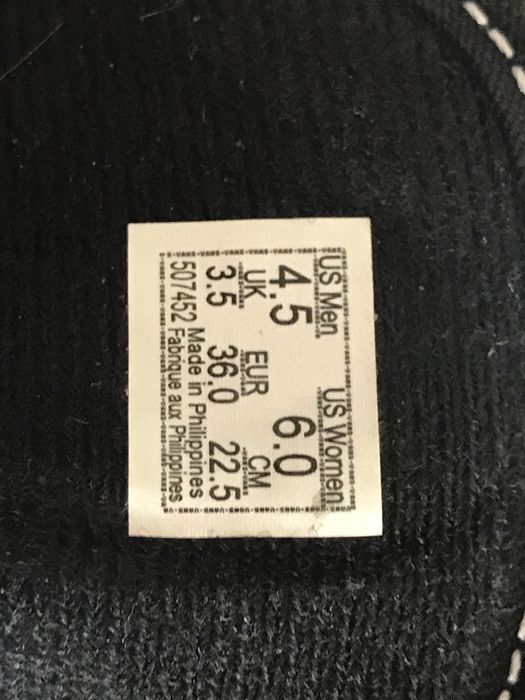 US Men US Women
4.5 6.0
UK EUR CM
3.5 36.0 22.5
Made in Philippines
507452 Fabrique aux Philippines